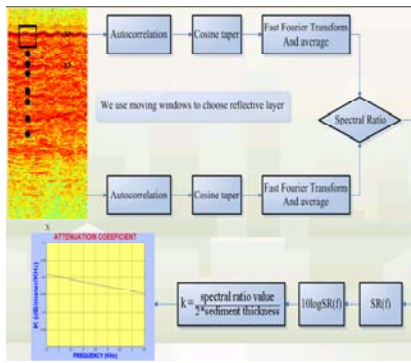 Autocorrelation
Cosine taper
Fast Fourier Transform
And average
We use moving windows to choose reflective layer
Spectral Ratio
Autocorrelation
Cosine taper
Fast Fourier Transform
And average
X
ATTENUATION COEEFICIENT
FREQUENCY (KHz)
k = spectral ratio value
2*sediment thickness
10logSR(f)
SR(f)